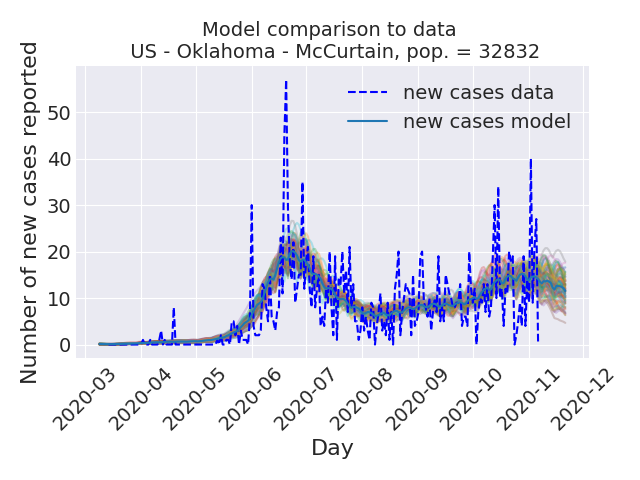 Model comparison to data
US - Oklahoma - McCurtain, pop. = 32832
Number of new cases reported
50
40
30
20
10
0
new cases data
new cases model
2020-03
2020-04
2020-05
2020-06
2020-07
2020-08
2020-09
2020-10
2020-11
2020-12
Day